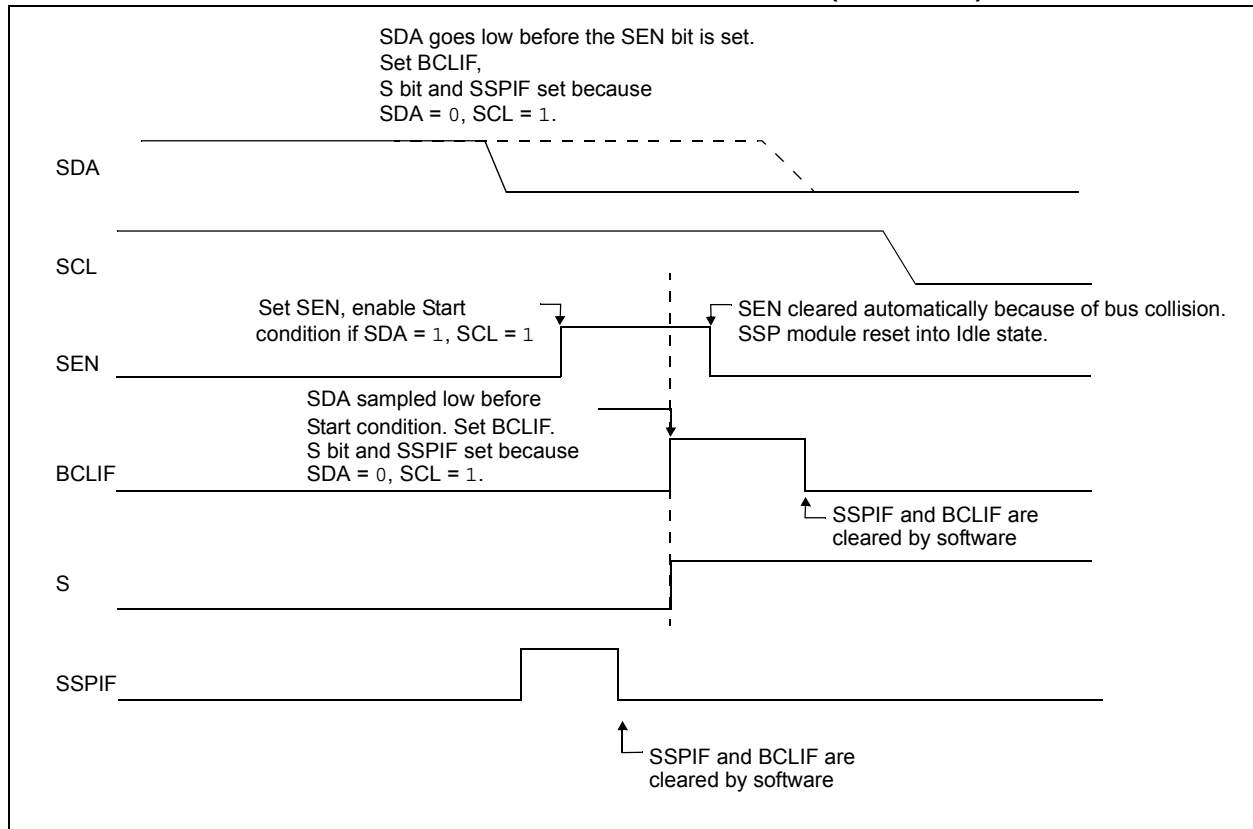 SDA goes low before the SEN bit is set.
Set BCLIF,
S bit and SSPIF set because
SDA = 0, SCL = 1.
SDA
SCL
Set SEN, enable Start
condition if SDA = 1, SCL = 1
SEN cleared automatically because of bus collision.
SSP module reset into Idle state.
SEN
SDA sampled low before
Start condition. Set BCLIF.
S bit and SSPIF set because
SDA = 0, SCL = 1.
BCLIF
SSPIF and BCLIF are
cleared by software
S
SSPIF
SSPIF and BCLIF are
cleared by software